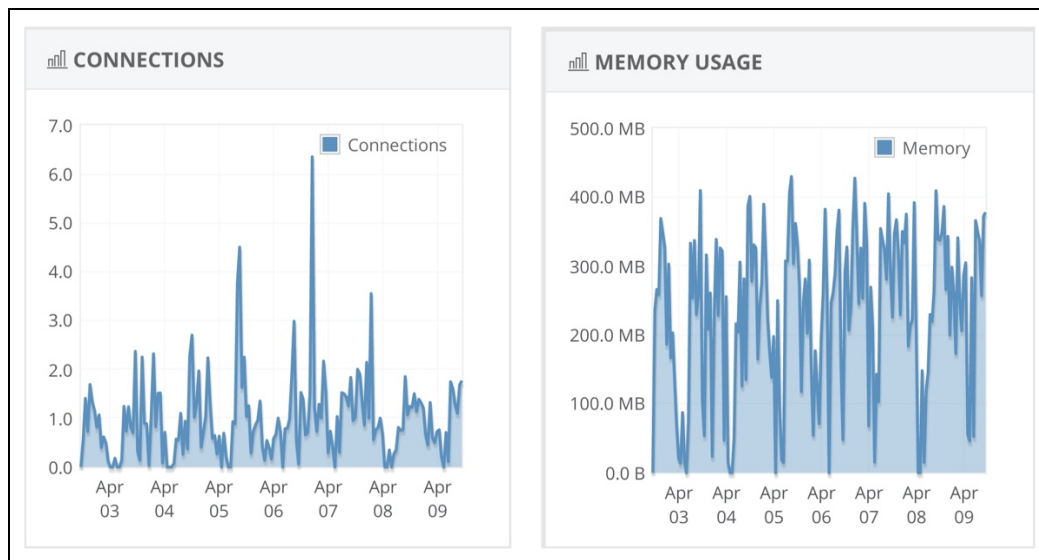 CONNECTIONS
7.0
Connections
6.0
5.0
4.0
3.0
2.0
1.0
0.0
Apr Apr Apr Apr Apr Apr Apr
03 04 05 06 07 08 09
MEMORY USAGE
500.0 MB
Memory
400.0 MB
300.0 MB
200.0 MB
100.0 MB
0.0 B
Apr Apr Apr Apr Apr Apr Apr
03 04 05 06 07 08 09